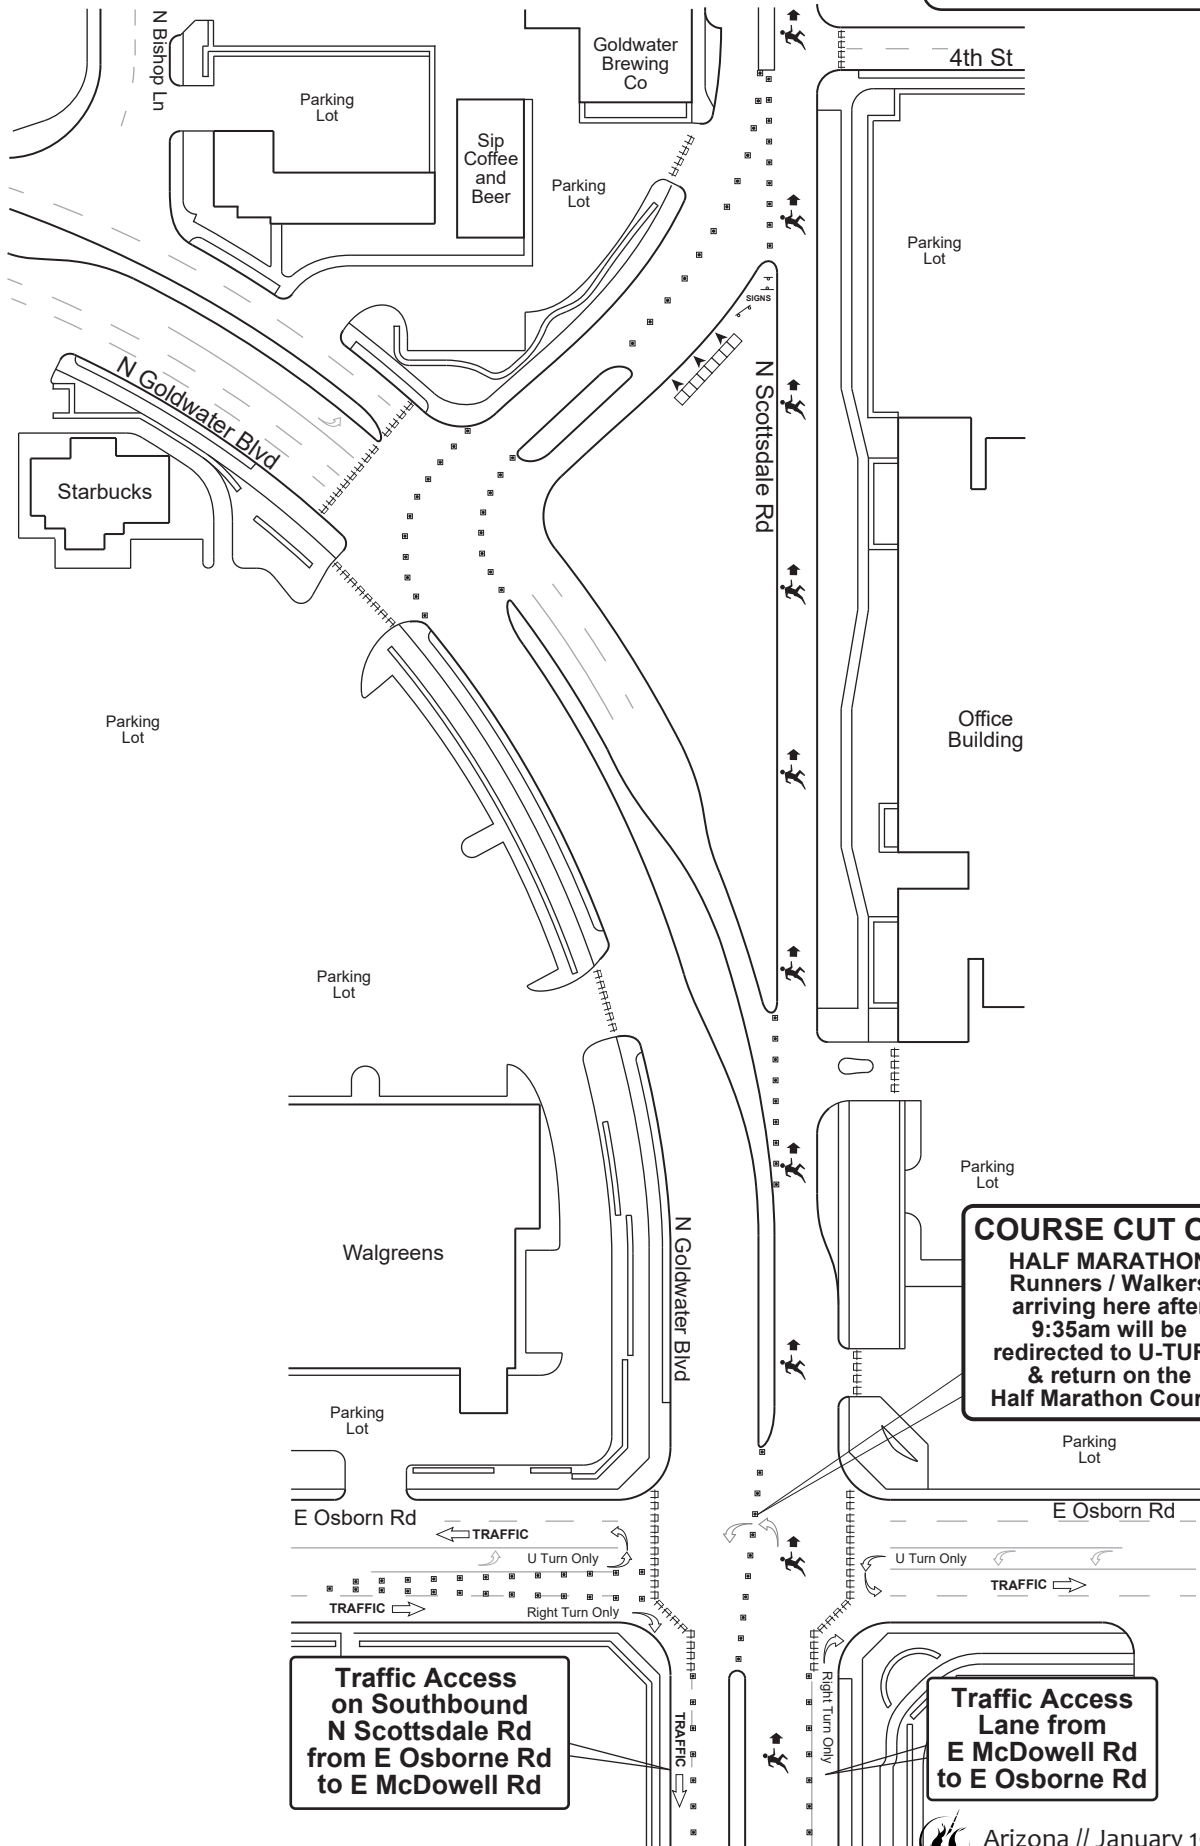 N Bishop Ln
Goldwater
Brewing
Co
4th St
Parking
Lot
Sip
Coffee
and
Beer
Parking
Lot
Parking
Lot
SIGNS
N Goldwater Blvd
N Scottsdale Rd
Starbucks
Parking
Lot
Office
Building
Parking
Lot
Parking
Lot
Walgreens
N Goldwater Blvd
COURSE CUT
HALF MARATHON
Runners / Walkers
arriving here after
9:35am will be
redirected to
& return on the
Half Marathon
Parking
Lot
Parking
Lot
E Osborn Rd
E Osborn Rd
TRAFFIC
U Turn Only
U Turn Only
TRAFFIC
TRAFFIC
Right Turn Only
Traffic Access
on Southbound
N Scottsdale Rd
from E Osborne Rd
to E McDowell Rd
TRAFFIC
Right Turn Only
Traffic Access
Lane from
E McDowell Rd
to E Osborne Rd
Arizona // January